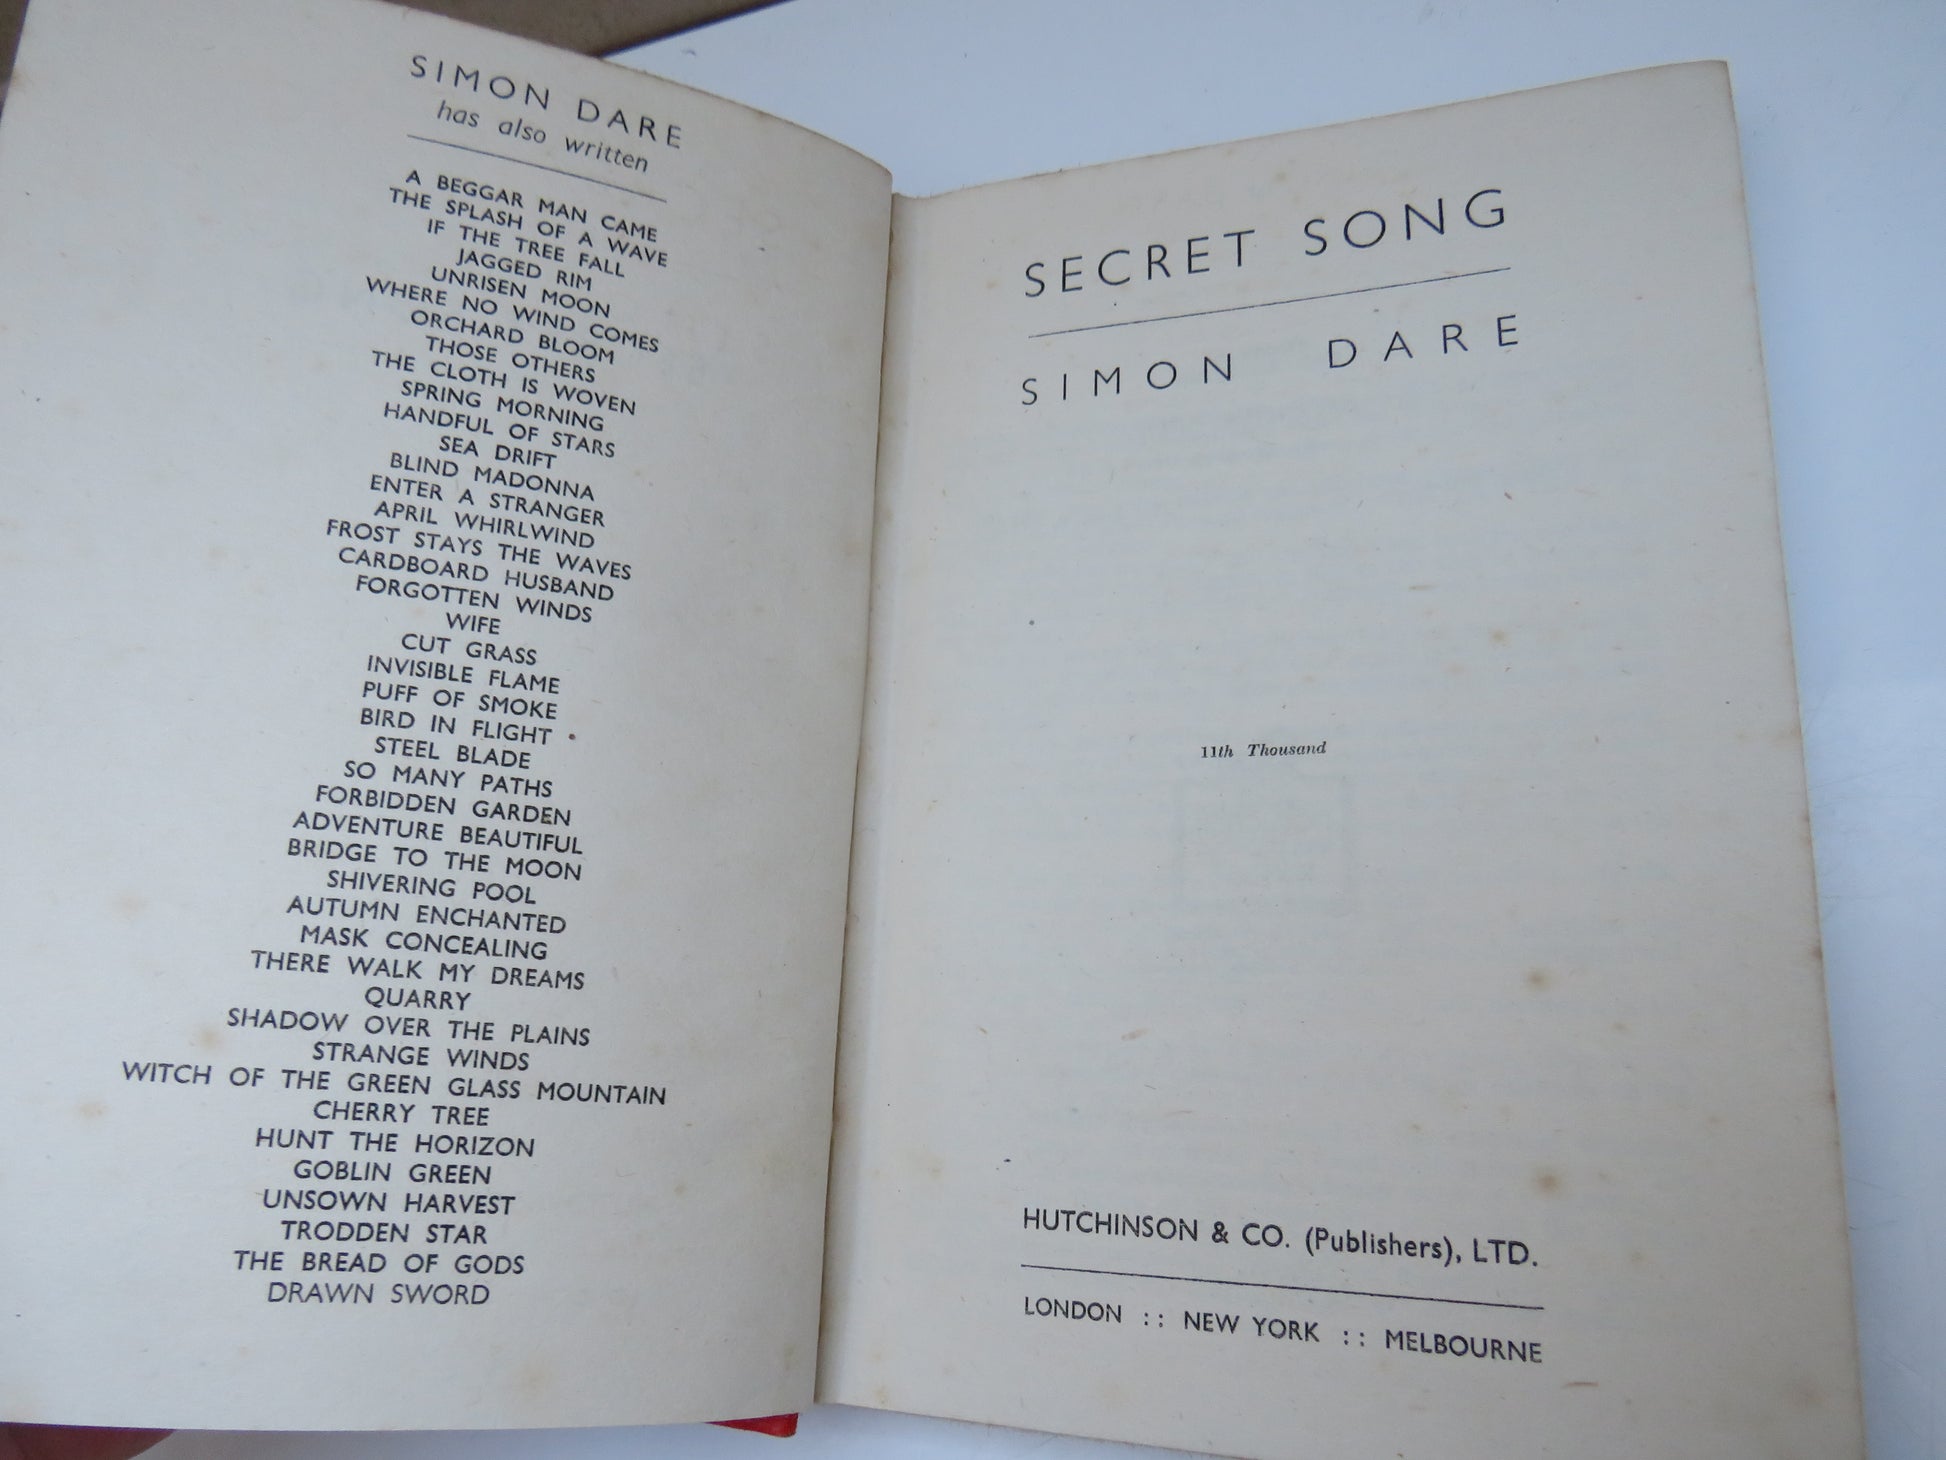 SIMON DARE
has also written
A BEGGAR MAN CAME
THE SPLASH OF A WAVE
IF THE TREE FALL
JAGGED RIM
UNRISEN MOON
WHERE NO WIND COMES
ORCHARD BLOOM
THOSE OTHERS
THE CLOTH IS WOVEN
SPRING MORNING
HANDFUL OF STARS
SEA DRIFT
BLIND MADONNA
ENTER A STRANGER
APRIL WHIRLWIND
FROST STAYS THE WAVES
CARDBOARD HUSBAND
FORGOTTEN WINDS
WIFE
CUT GRASS
INVISIBLE FLAME
PUFF OF SMOKE
BIRD IN FLIGHT
STEEL BLADE
SO MANY PATHS
FORBIDDEN GARDEN
ADVENTURE BEAUTIFUL
BRIDGE TO THE MOON
SHIVERING POOL
AUTUMN ENCHANTED
MASK CONCEALING
THERE WALK MY DREAMS
QUARRY
SHADOW OVER THE PLAINS
STRANGE WINDS
WITCH OF THE GREEN GLASS MOUNTAIN
CHERRY TREE
HUNT THE HORIZON
GOBLIN GREEN
UNSOWN HARVEST
TRODDEN STAR
THE BREAD OF GODS
DRAWN SWORD
SECRET SONG
SIMON DARE
11th Thousand
HUTCHINSON & CO. (Publishers), LTD.
LONDON :: NEW YORK :: MELBOURNE